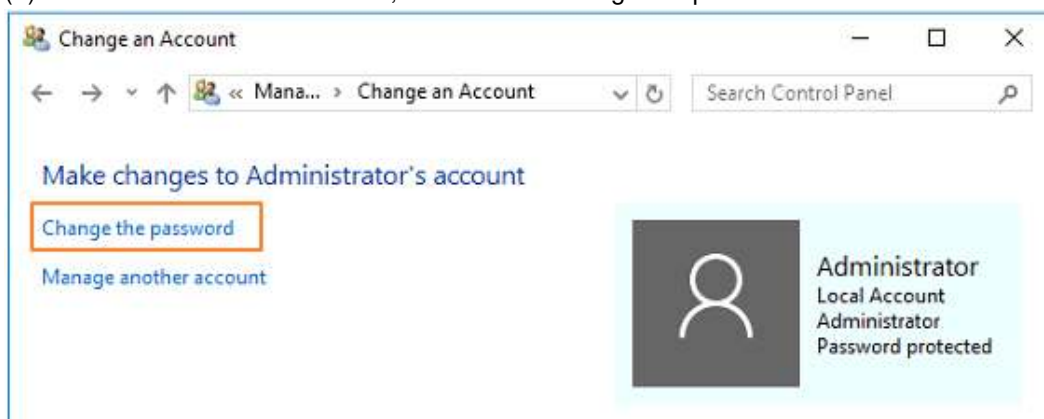 Change an Account
« Mana... › Change an Account
Search Control Panel
Make changes to Administrator's account
Change the password
Manage another account
Administrator
Local Account
Administrator
Password protected